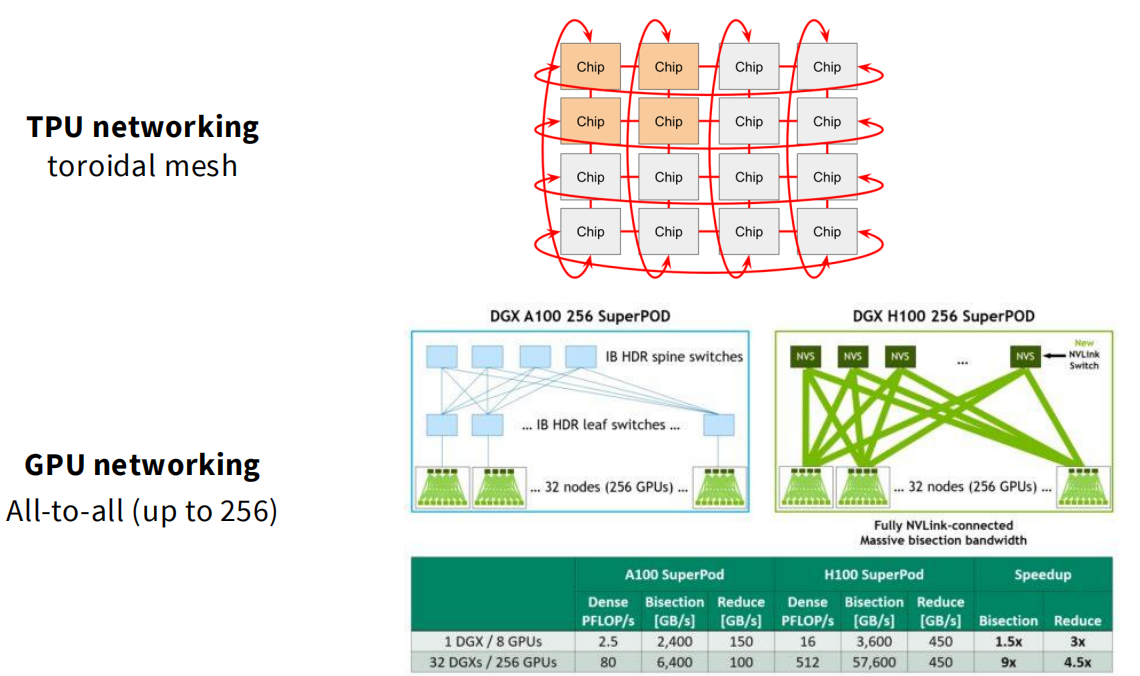 TPU networking
toroidal mesh
Chip Chip Chip Chip
Chip Chip Chip Chip
Chip Chip Chip Chip
Chip Chip Chip Chip
GPU networking
All-to-all (up to 256)
DGX A100 256 SuperPOD
IB HDR spine switches
... IB HDR leaf switches ...
... 32 nodes (256 GPUs) ...
DGX H100 256 SuperPOD
NVS NVS NVS ... NVS
New
NVLink
Switch
... 32 nodes (256 GPUs) ...
Fully NVLink-connected
Massive bisection bandwidth
A100 SuperPod H100 SuperPod Speedup
Dense PFLOP/s Bisection [GB/s] Reduce [GB/s] Dense PFLOP/s Bisection [GB/s] Reduce [GB/s] Bisection Reduce
1 DGX / 8 GPUs 2.5 2,400 150 16 3,600 450 1.5x 3x
32 DGXs / 256 GPUs 80 6,400 100 512 57,600 450 9x 4.5x